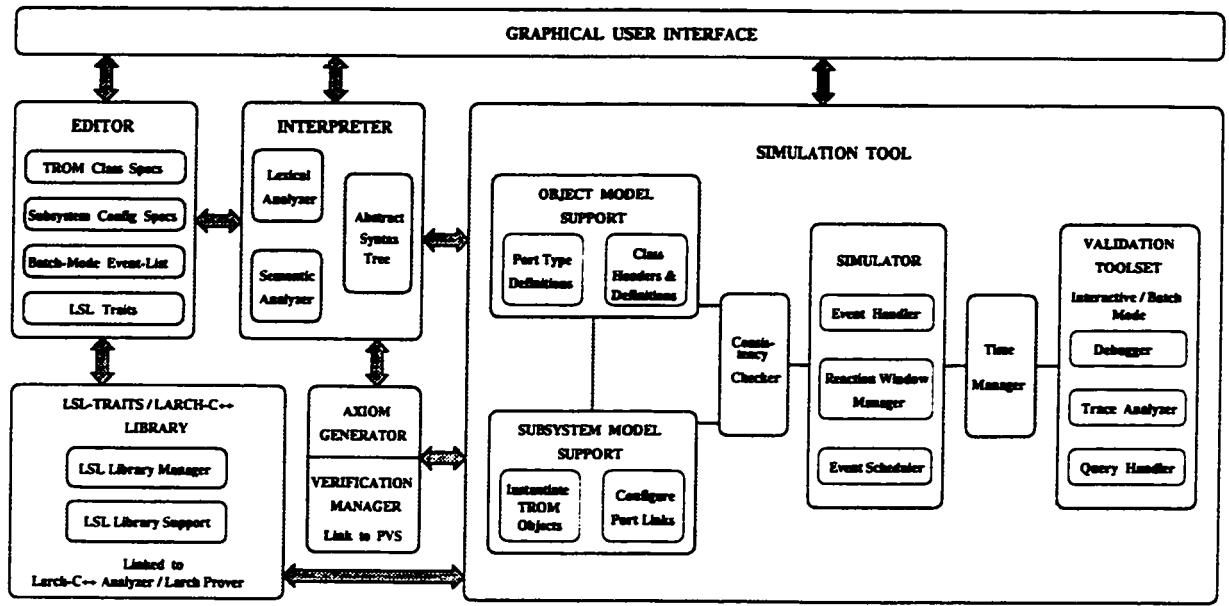 GRAPHICAL USER INTERFACE
EDITOR
TROM Class Specs
Subsystem Config Specs
Batch-Mode Event-List
LSL Traits
INTERPRETER
Lexical
Analyzer
Semantic
Analyzer
Abstract
Syntax
Tree
LSL-TRAITS / LARCH-C++
LIBRARY
LSL Library Manager
LSL Library Support
Linked to
Larch-C++ Analyzer / Larch Prover
AXIOM
GENERATOR
VERIFICATION
MANAGER
Link to PVS
SIMULATION TOOL
OBJECT MODEL
SUPPORT
Port Type
Definitions
Class
Headers &
Definitions
SUBSYSTEM MODEL
SUPPORT
Instantiate
TROM
Objects
Configure
Port Links
Consis-
tency
Checker
SIMULATOR
Event Handler
Reaction Window
Manager
Event Scheduler
Time
Manager
VALIDATION
TOOLSET
Interactive / Batch
Mode
Debugger
Trace Analyzer
Query Handler